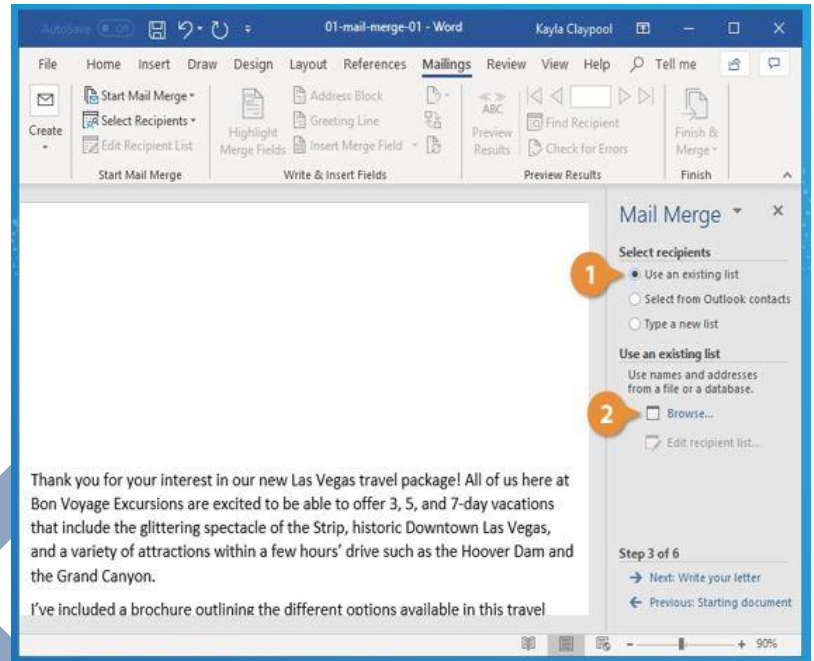 AutoSave Off 01-mail-merge-01 - Word Kayla Claypool
File Home Insert Draw Design Layout References Mailings Review View Help Tell me
Create
Start Mail Merge
Select Recipients
Edit Recipient List
Start Mail Merge
Highlight
Merge Fields
Address Block
Greeting Line
Insert Merge Field
Write & Insert Fields
ABC
Preview
Results
Find Recipient
Check for Errors
Preview Results
Finish &
Merge
Finish
Thank you for your interest in our new Las Vegas travel package! All of us here at
Bon Voyage Excursions are excited to be able to offer 3, 5, and 7-day vacations
that include the glittering spectacle of the Strip, historic Downtown Las Vegas,
and a variety of attractions within a few hours' drive such as the Hoover Dam and
the Grand Canyon.
I've included a brochure outlining the different options available in this travel
Mail Merge
Select recipients
1
Use an existing list
Select from Outlook contacts
Type a new list
Use an existing list
Use names and addresses
from a file or a database.
2
Browse...
Edit recipient list...
Step 3 of 6
Next: Write your letter
Previous: Starting document
90%